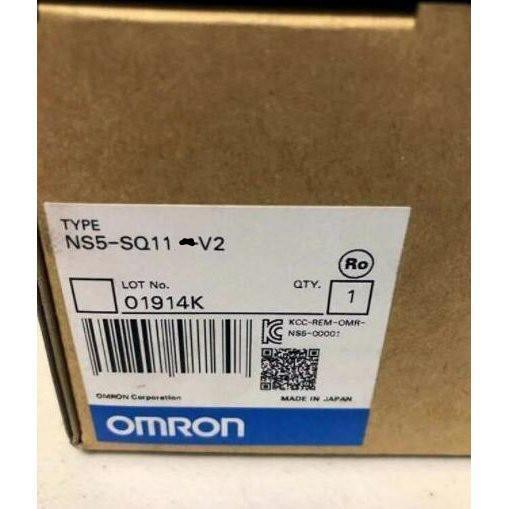 TYPE
NS5-SQ11 -V2
Ro
LOT No.
01914K
QTY.
1
KCC-REM-OMR-
NS5-00001
OMRON Corporation
MADE IN JAPAN
OMRON